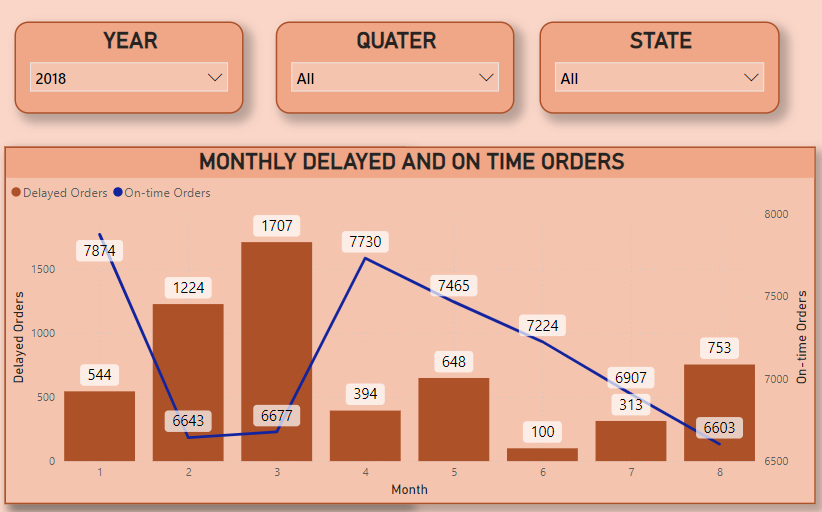 YEAR
QUATER
STATE
2018
All
All
MONTHLY DELAYED AND ON TIME ORDERS
Delayed Orders On-time Orders
8000
7500
7000
6500
1500
1000
500
0
Delayed Orders
On-time Orders
7874
1224
1707
7730
7465
7224
6907
753
544
6643
6677
394
648
100
313
6603
1 2 3 4 5 6 7 8
Month